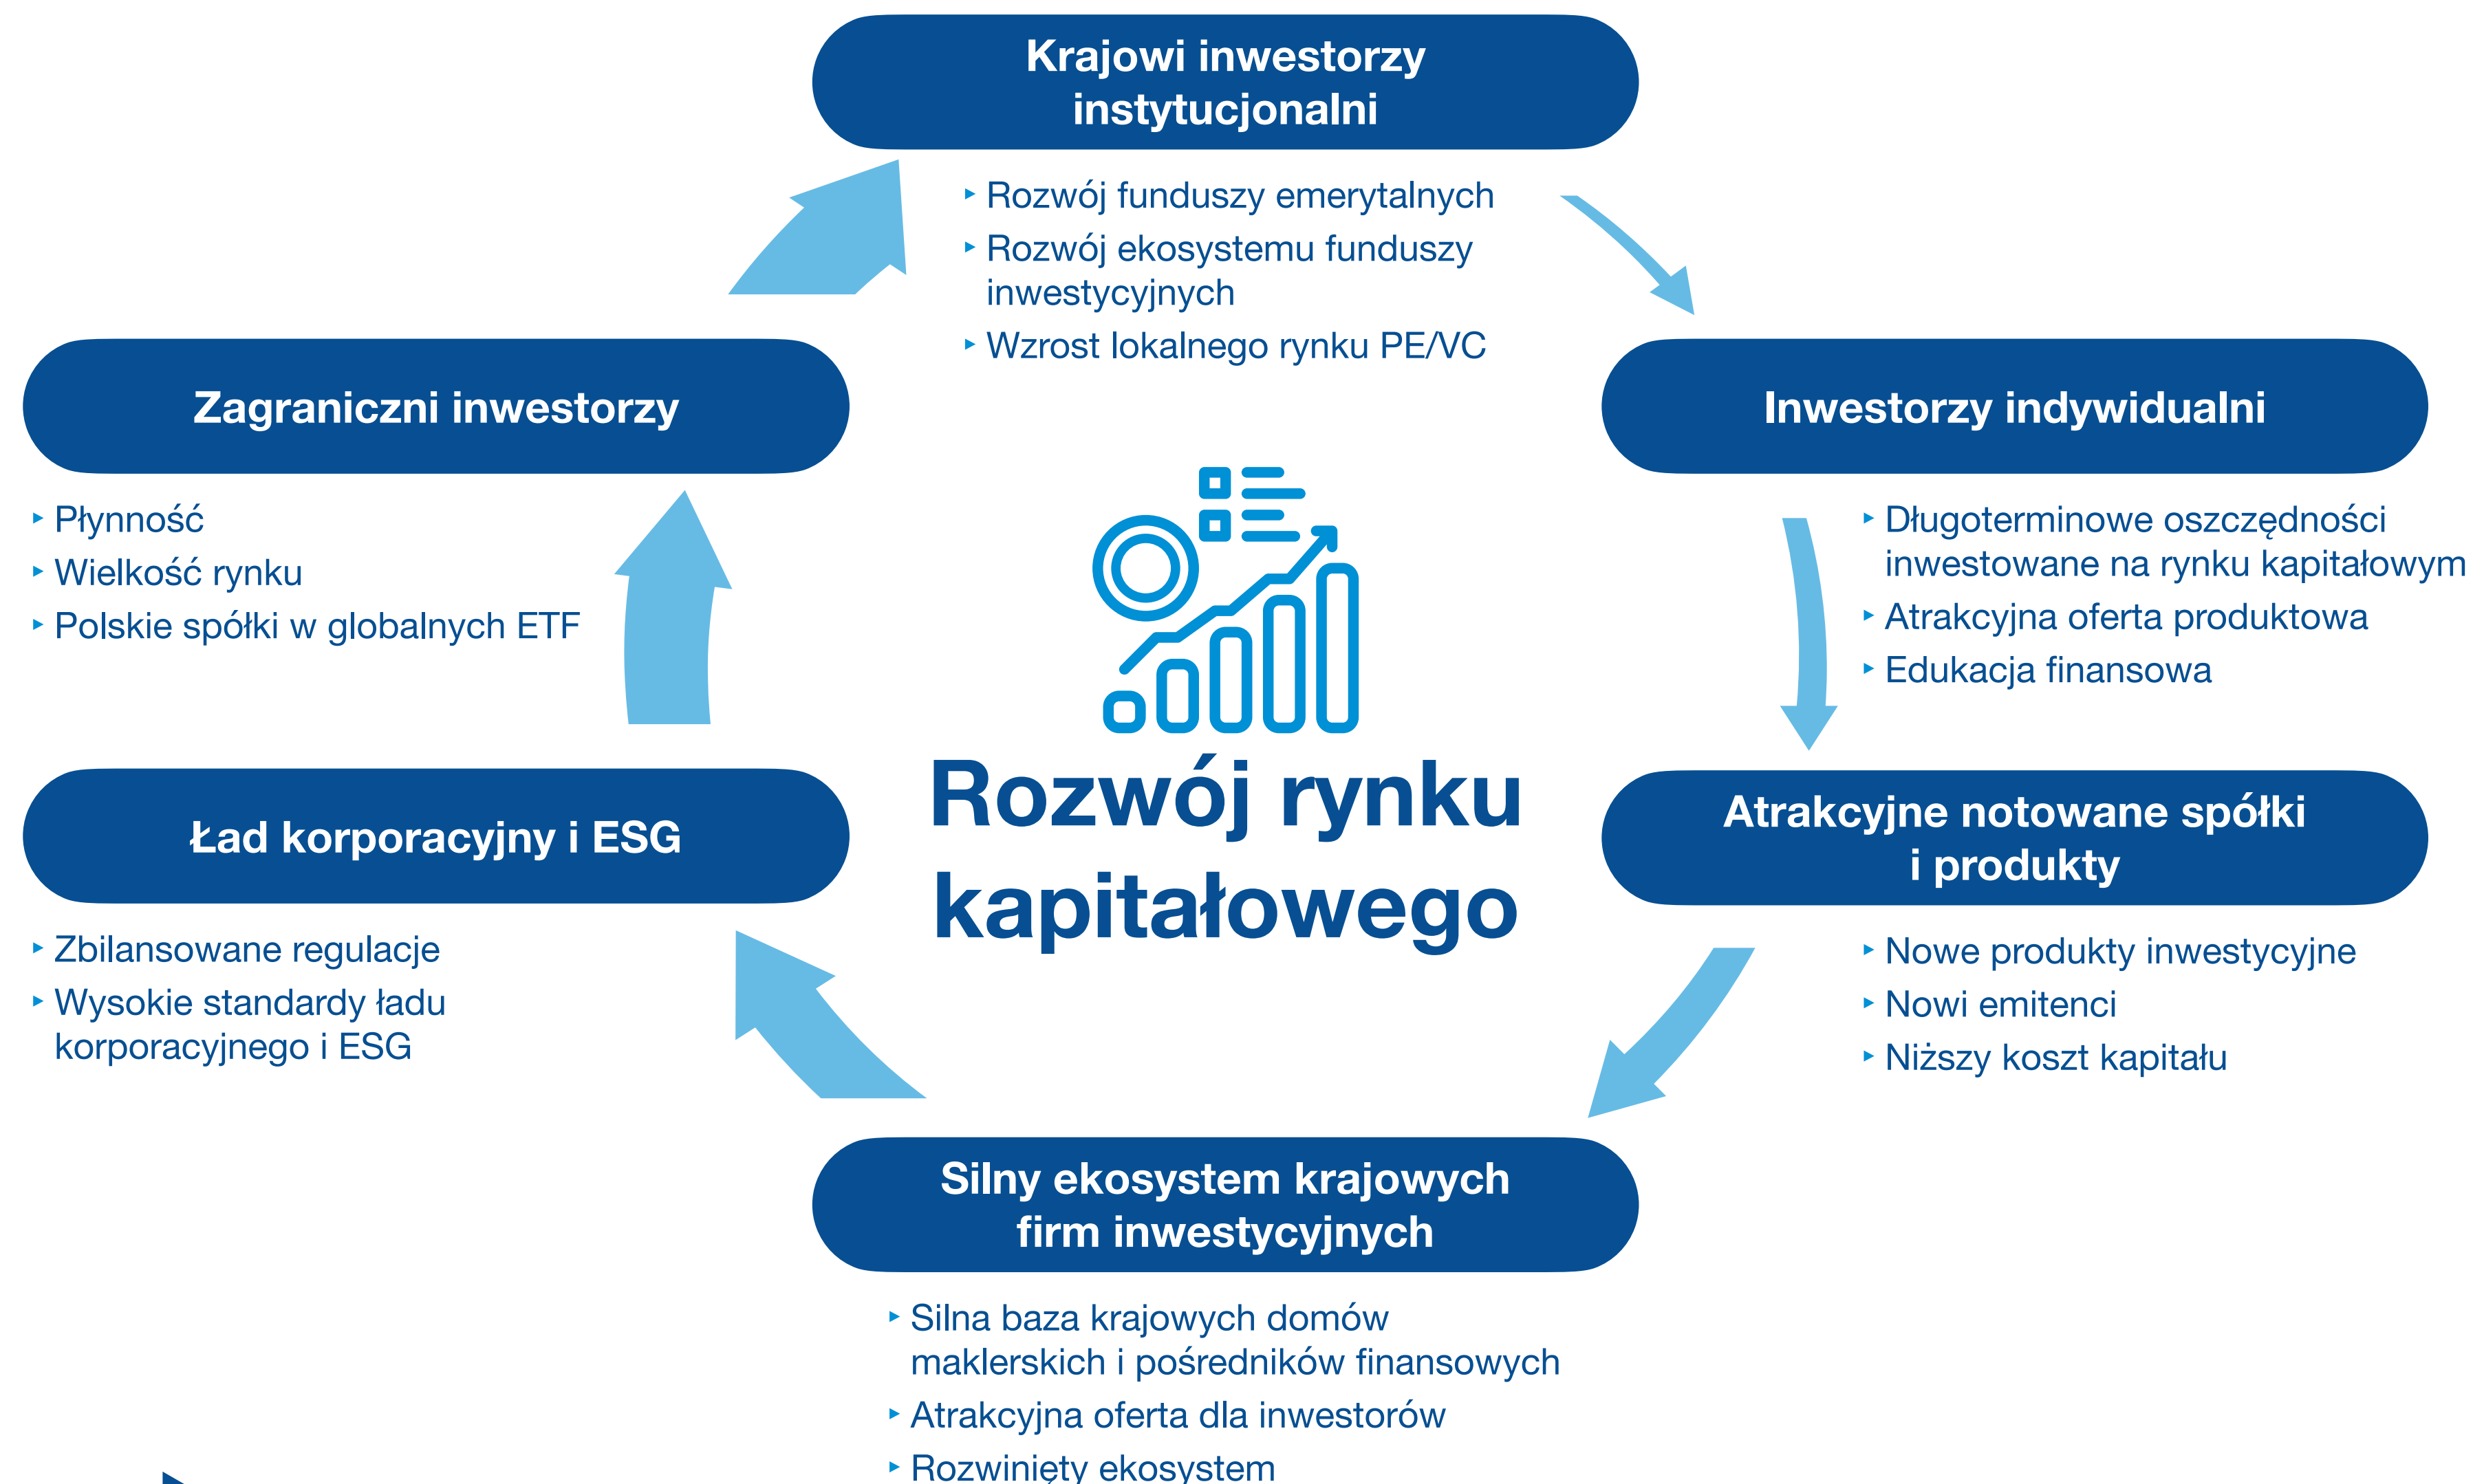 Krajowi inwestorzy
instytucjonalni
▸ Rozwój funduszy emerytalnych
▸ Rozwój ekosystemu funduszy
inwestycyjnych
▸ Wzrost lokalnego rynku PE/VC
Inwestorzy indywidualni
▸ Długoterminowe oszczędności
inwestowane na rynku kapitałowym
▸ Atrakcyjna oferta produktowa
▸ Edukacja finansowa
Atrakcyjne notowane spółki
i produkty
▸ Nowe produkty inwestycyjne
▸ Nowi emitenci
▸ Niższy koszt kapitału
Silny ekosystem krajowych
firm inwestycyjnych
▸ Silna baza krajowych domów
maklerskich i pośredników finansowych
▸ Atrakcyjna oferta dla inwestorów
▸ Rozwinięty ekosystem
Ład korporacyjny i ESG
▸ Zbilansowane regulacje
▸ Wysokie standardy ładu
korporacyjnego i ESG
Zagraniczni inwestorzy
▸ Płynność
▸ Wielkość rynku
▸ Polskie spółki w globalnych ETF
Rozwój rynku
kapitałowego